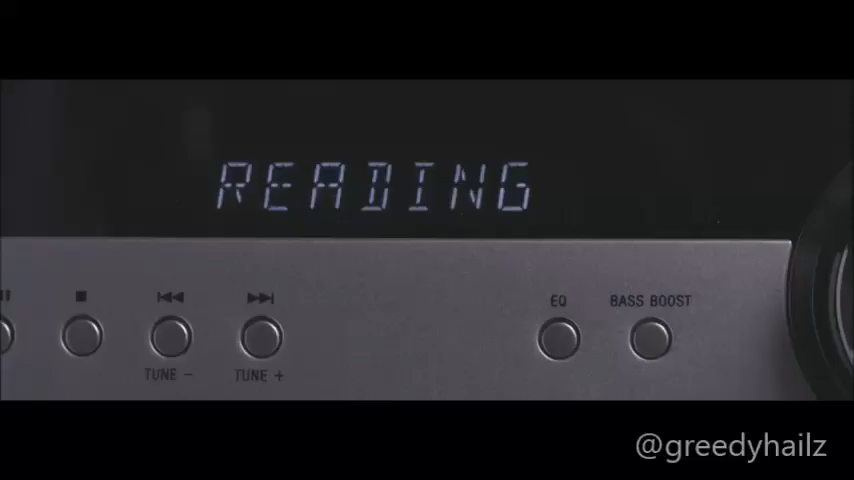 READING
EQ BASS BOOST
TUNE − TUNE +
@greedyhailz